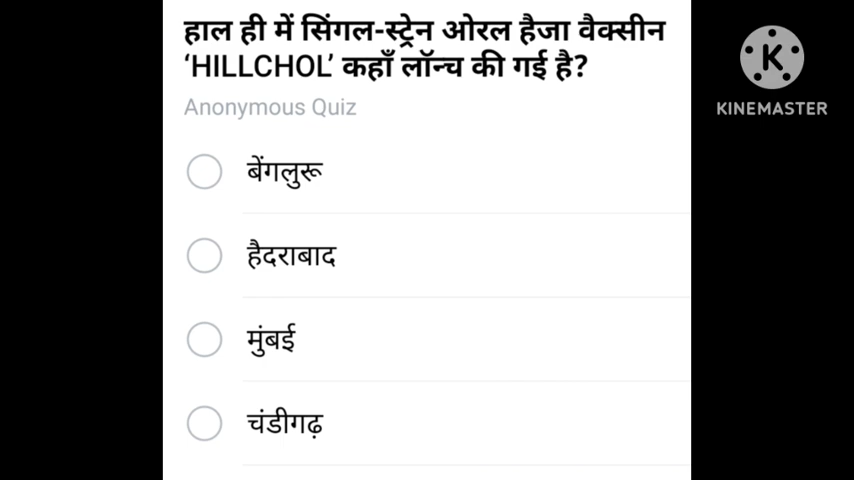 हाल ही में सिंगल-स्ट्रेन ओरल हैजा वैक्सीन
‘HILLCHOL’ कहाँ लॉन्च की गई है?
Anonymous Quiz
बेंगलुरू
हैदराबाद
मुंबई
चंडीगढ़
K
KINEMASTER